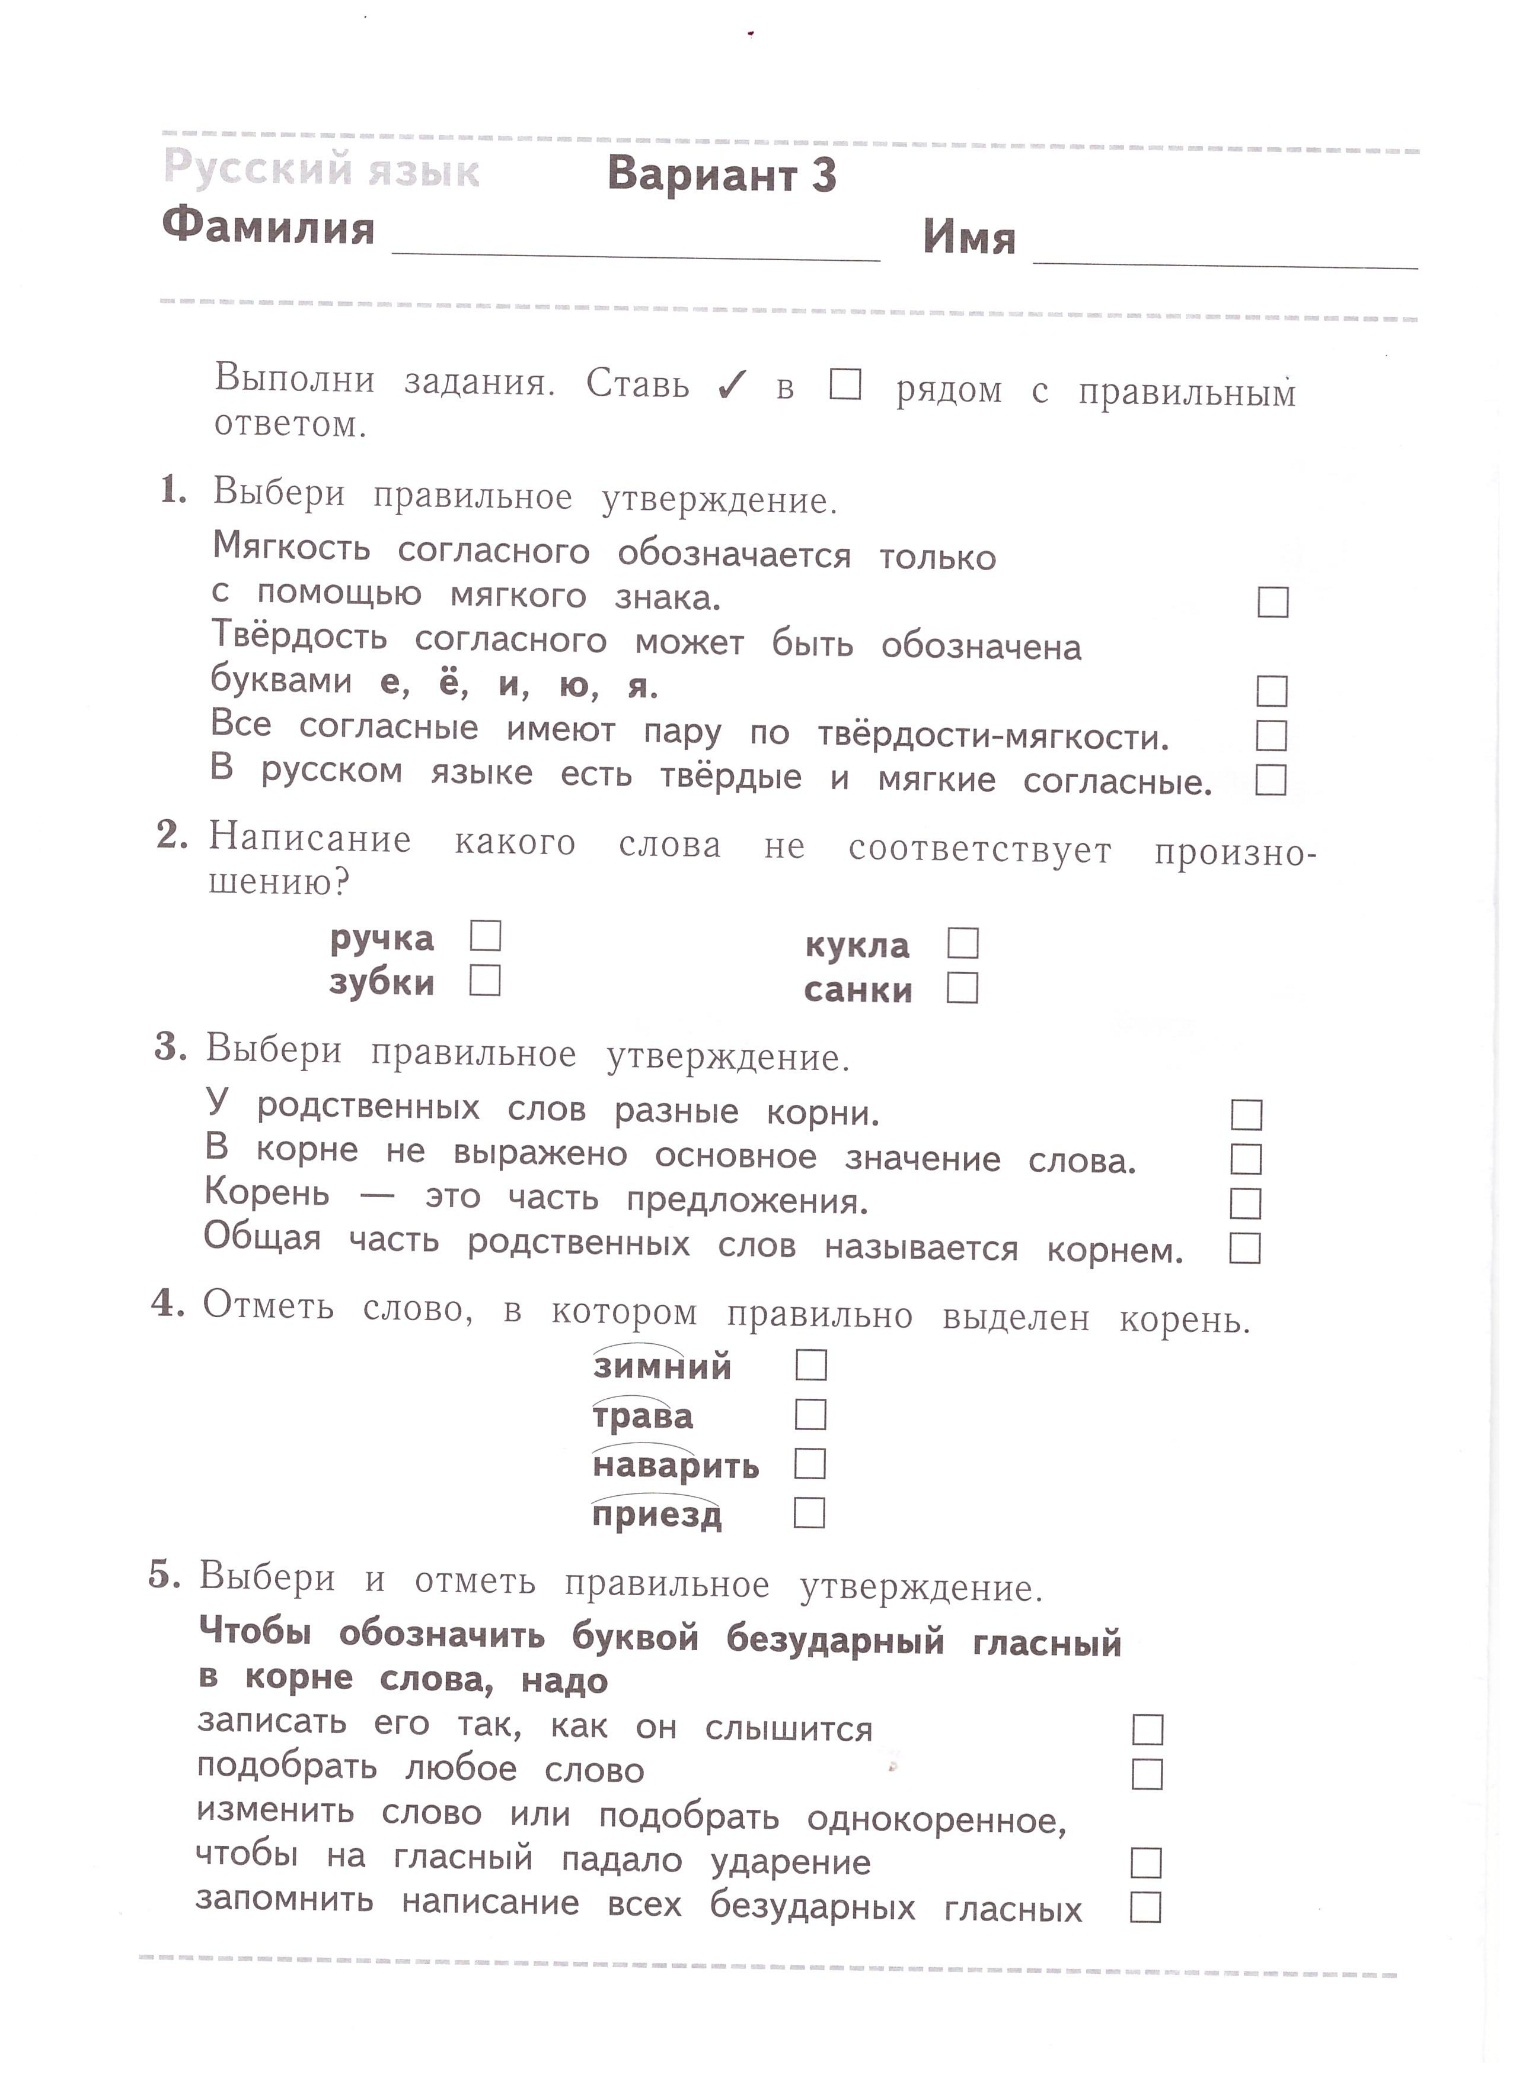 Русский язык Вариант 3
Фамилия Имя
Выполни задания. Ставь ✓ в □ рядом с правильным
ответом.
1. Выбери правильное утверждение.
Мягкость согласного обозначается только
с помощью мягкого знака. □
Твёрдость согласного может быть обозначена
буквами е, ё, и, ю, я. □
Все согласные имеют пару по твёрдости-мягкости. □
В русском языке есть твёрдые и мягкие согласные. □
2. Написание какого слова не соответствует произно-
шению?
ручка □ кукла □
зубки □ санки □
3. Выбери правильное утверждение.
У родственных слов разные корни. □
В корне не выражено основное значение слова. □
Корень — это часть предложения. □
Общая часть родственных слов называется корнем. □
4. Отметь слово, в котором правильно выделен корень.
зимний □
трава □
наварить □
приезд □
5. Выбери и отметь правильное утверждение.
Чтобы обозначить буквой безударный гласный
в корне слова, надо
записать его так, как он слышится □
подобрать любое слово □
изменить слово или подобрать однокоренное,
чтобы на гласный падало ударение □
запомнить написание всех безударных гласных □